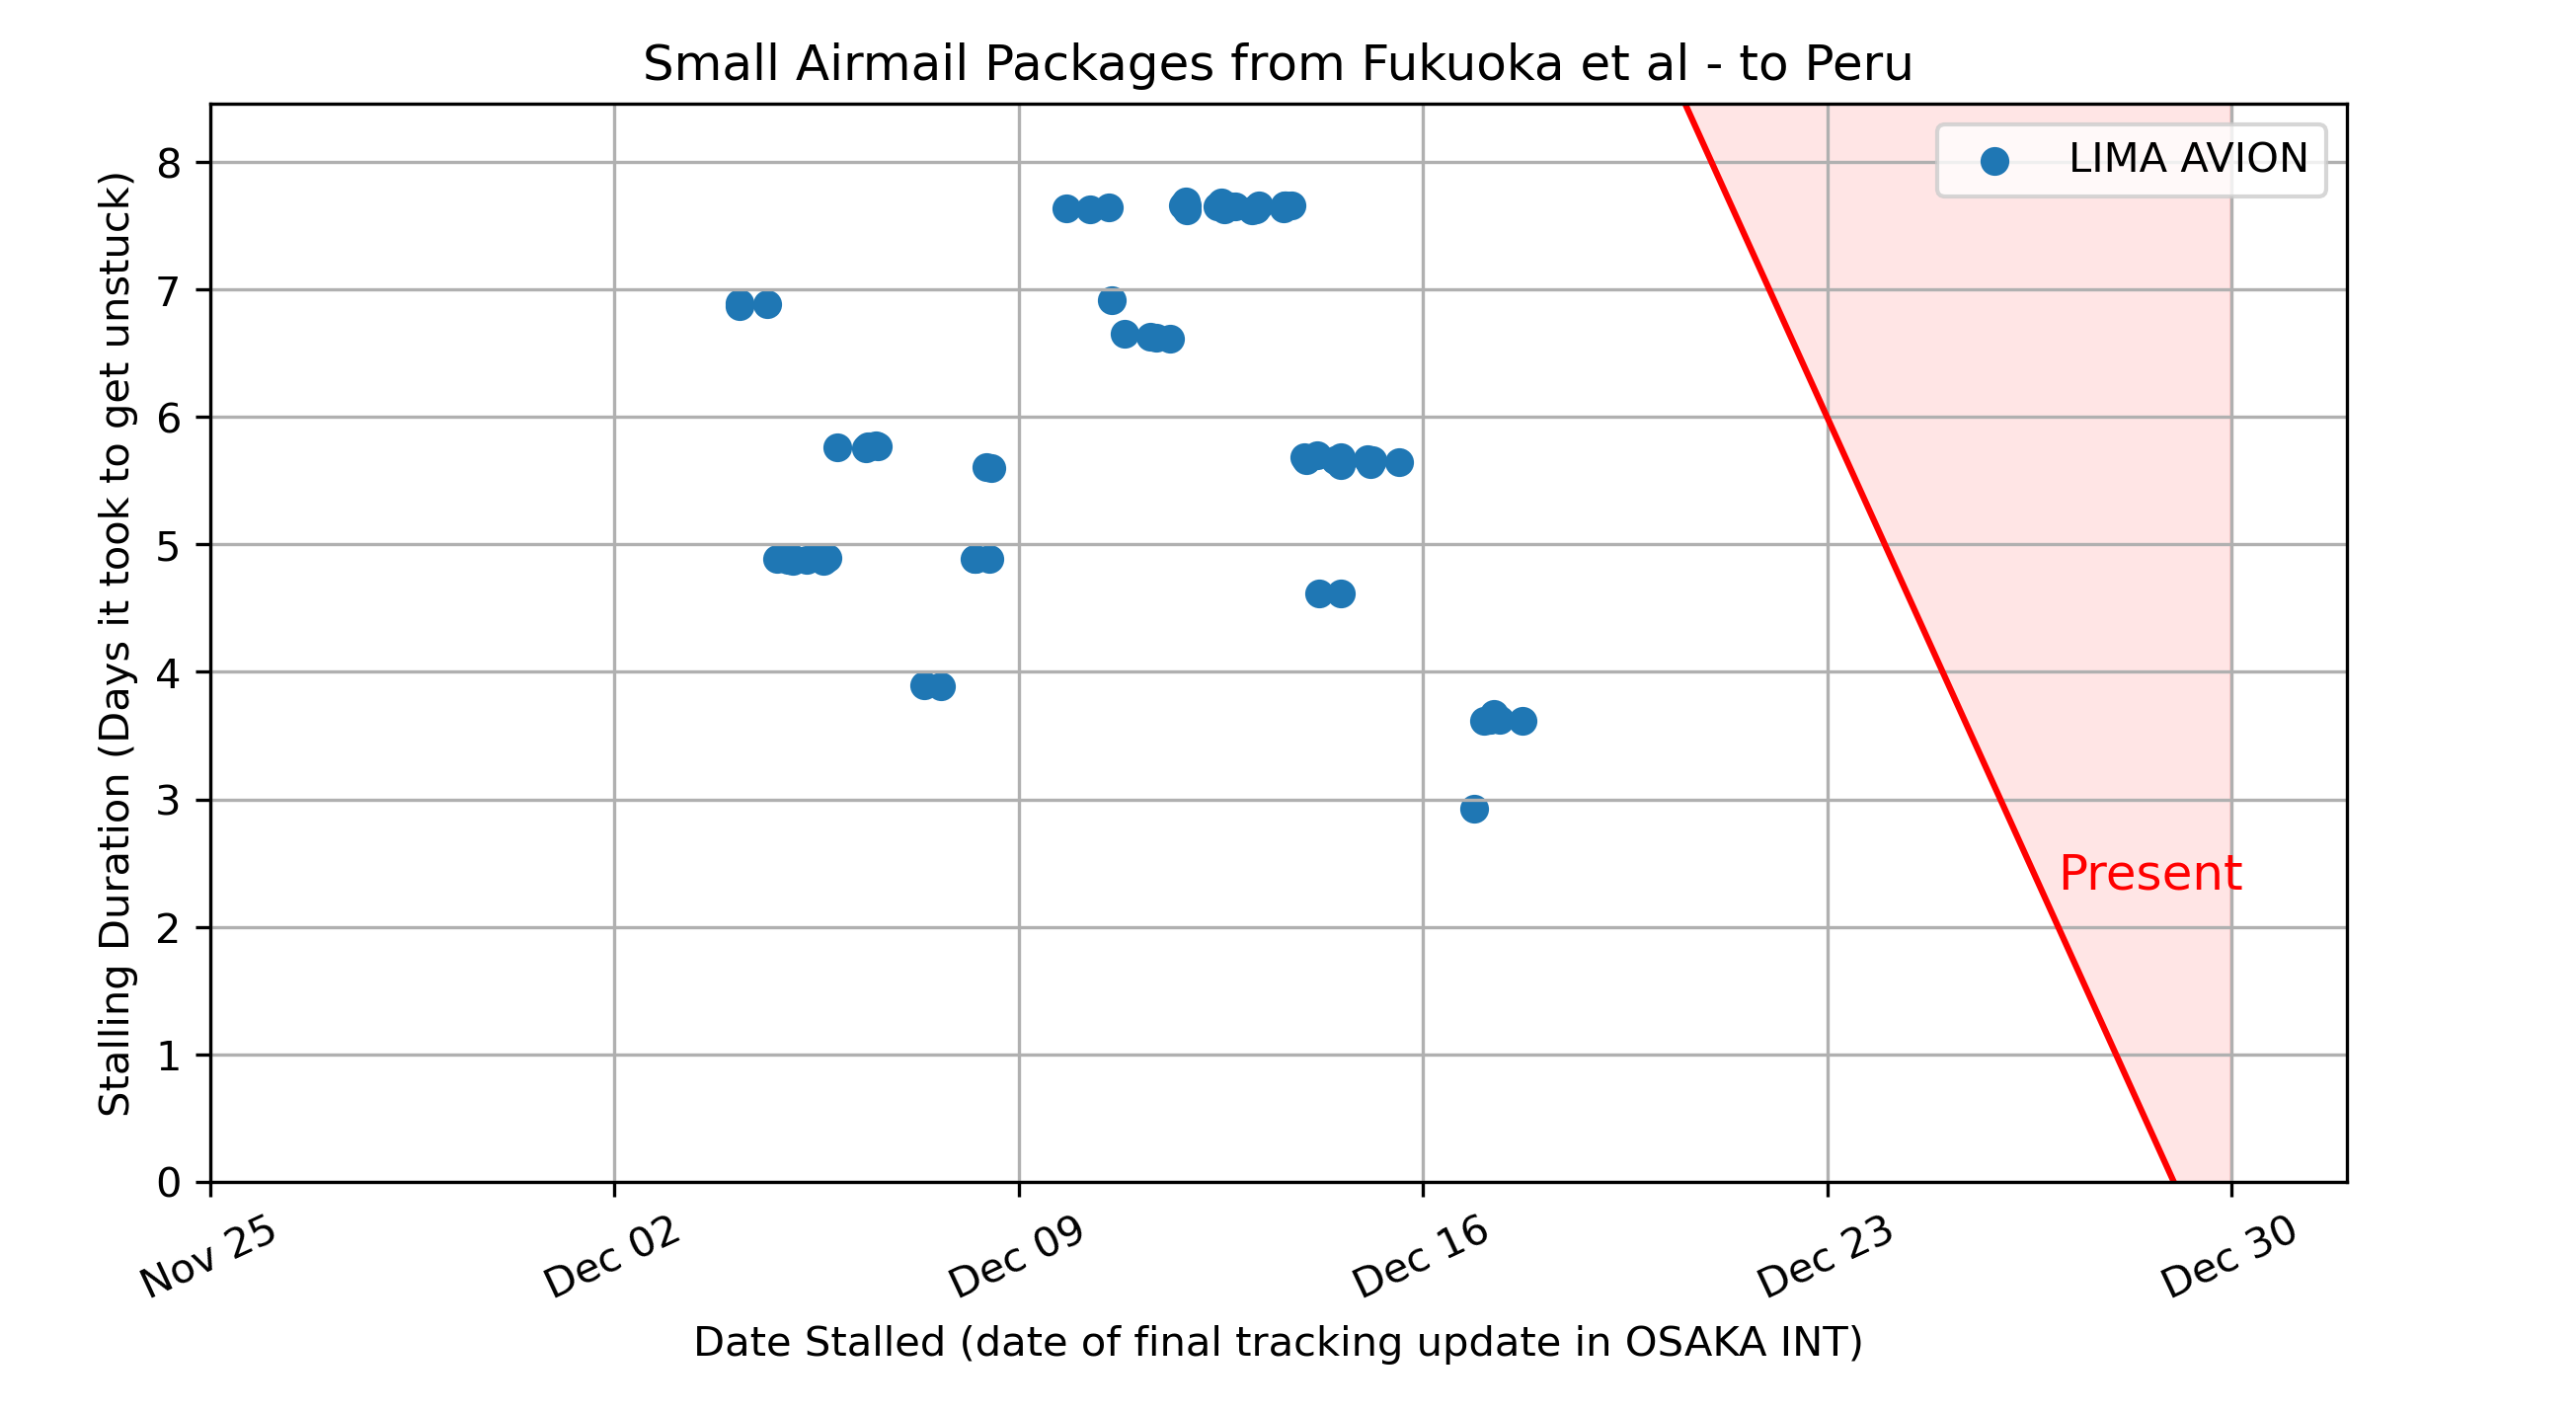 Small Airmail Packages from Fukuoka et al - to Peru
LIMA AVION
Stalling Duration (Days it took to get unstuck)
8
7
6
5
4
3
2
1
0
Present
Nov 25
Dec 02
Dec 09
Dec 16
Dec 23
Dec 30
Date Stalled (date of final tracking update in OSAKA INT)